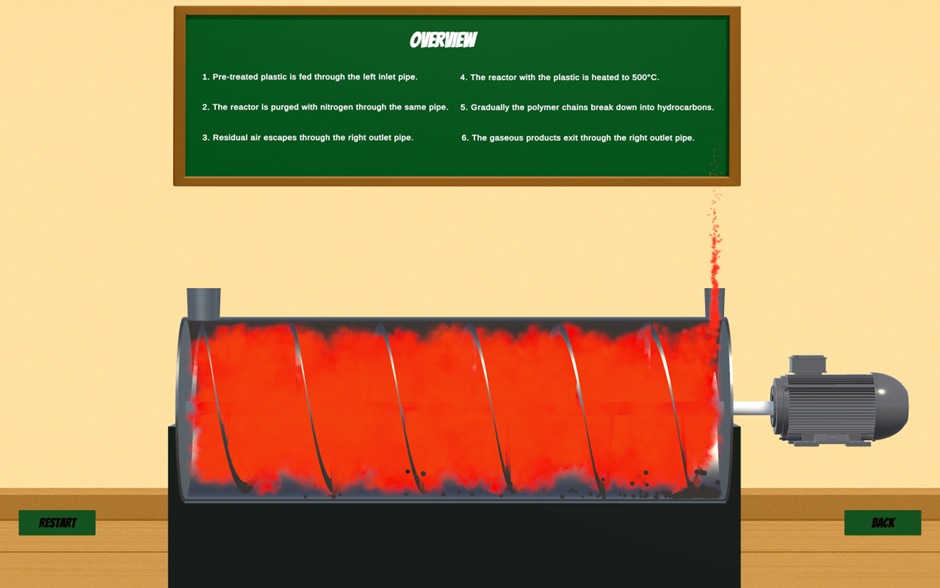 OVERVIEW
1. Pre-treated plastic is fed through the left inlet pipe.
2. The reactor is purged with nitrogen through the same pipe.
3. Residual air escapes through the right outlet pipe.
4. The reactor with the plastic is heated to 500°C.
5. Gradually the polymer chains break down into hydrocarbons.
6. The gaseous products exit through the right outlet pipe.
RESTART
BACK